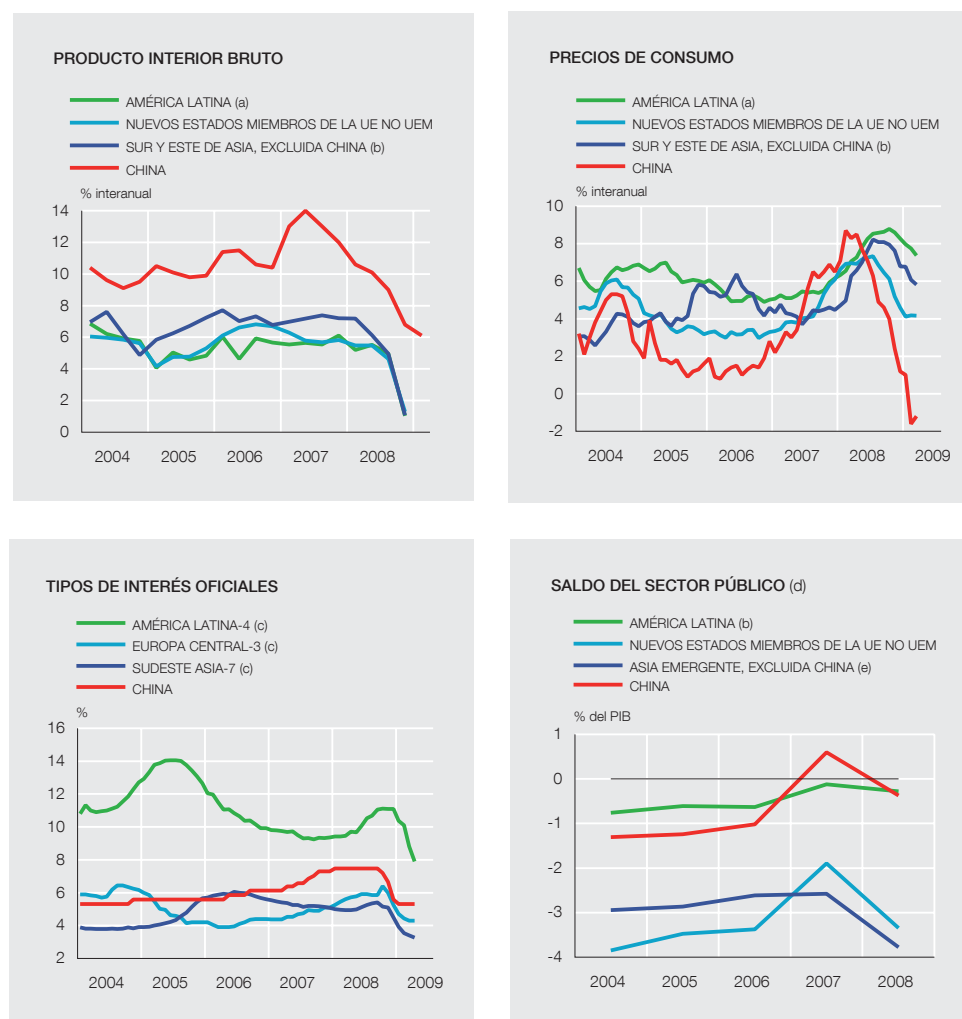 PRODUCTO INTERIOR BRUTO
AMÉRICA LATINA (a)
NUEVOS ESTADOS MIEMBROS DE LA UE NO UEM
SUR Y ESTE DE ASIA, EXCLUIDA CHINA (b)
CHINA
% interanual
14
12
10
8
6
4
2
0
2004 2005 2006 2007 2008
PRECIOS DE CONSUMO
AMÉRICA LATINA (a)
NUEVOS ESTADOS MIEMBROS DE LA UE NO UEM
SUR Y ESTE DE ASIA, EXCLUIDA CHINA (b)
CHINA
% interanual
10
8
6
4
2
0
-2
2004 2005 2006 2007 2008 2009
TIPOS DE INTERÉS OFICIALES
AMÉRICA LATINA-4 (c)
EUROPA CENTRAL-3 (c)
SUDESTE ASIA-7 (c)
CHINA
%
16
14
12
10
8
6
4
2
2004 2005 2006 2007 2008 2009
SALDO DEL SECTOR PÚBLICO (d)
AMÉRICA LATINA (b)
NUEVOS ESTADOS MIEMBROS DE LA UE NO UEM
ASIA EMERGENTE, EXCLUIDA CHINA (e)
CHINA
% del PIB
1
0
-1
-2
-3
-4
2004 2005 2006 2007 2008